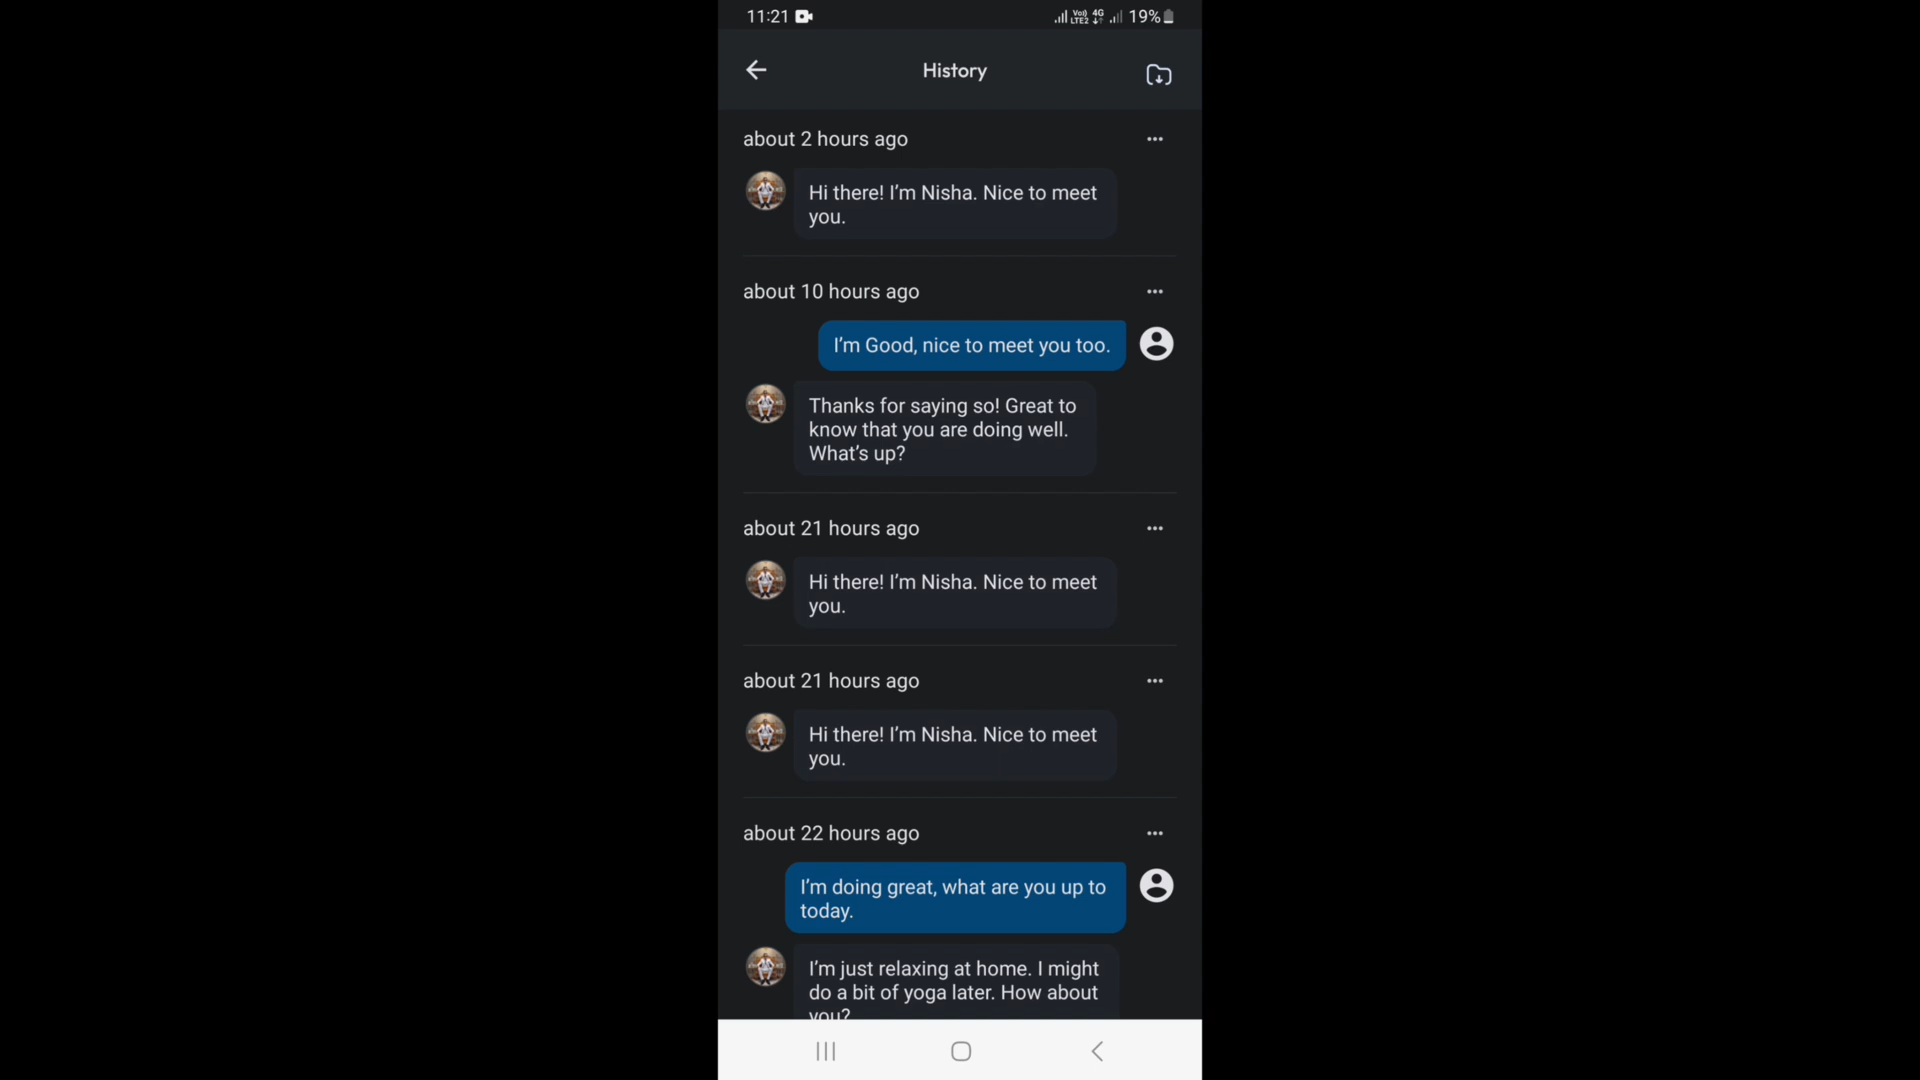 11:21
Vo)) LTE2 4G 19%
History
about 2 hours ago
Hi there! I'm Nisha. Nice to meet
you.
about 10 hours ago
I'm Good, nice to meet you too.
Thanks for saying so! Great to
know that you are doing well.
What's up?
about 21 hours ago
Hi there! I'm Nisha. Nice to meet
you.
about 21 hours ago
Hi there! I'm Nisha. Nice to meet
you.
about 22 hours ago
I'm doing great, what are you up to
today.
I'm just relaxing at home. I might
do a bit of yoga later. How about
you?